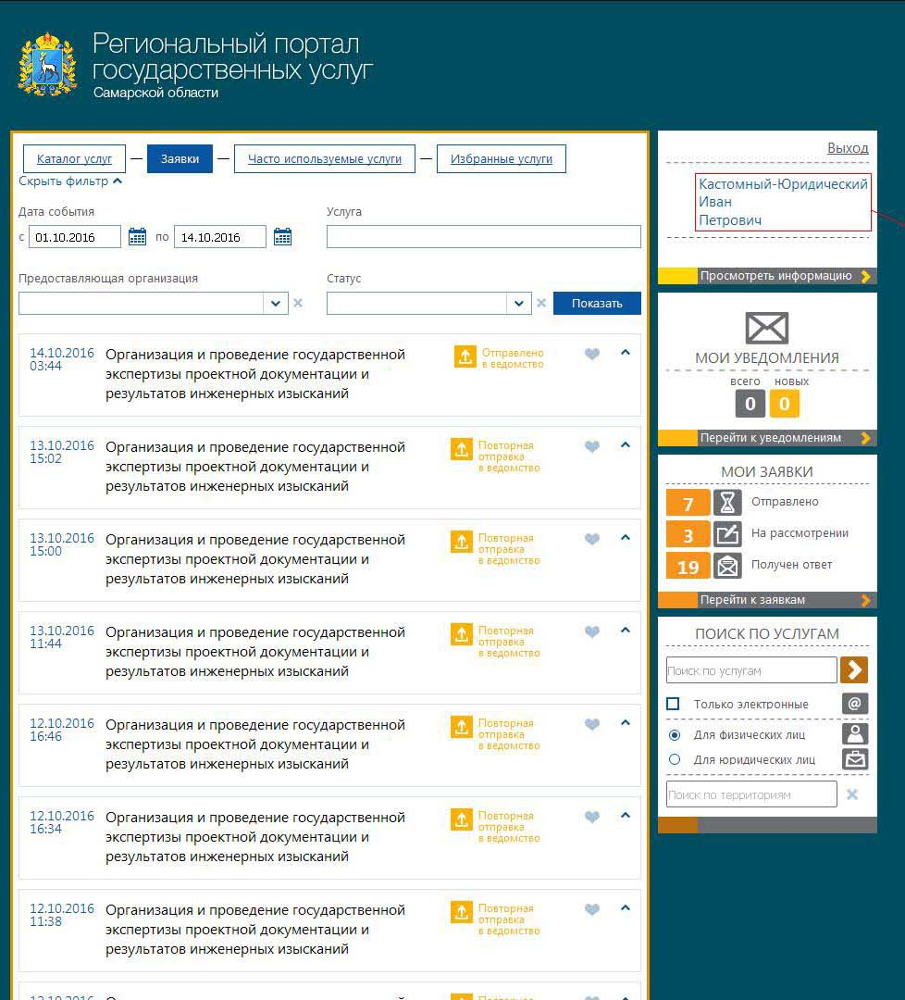 Региональный портал
государственных услуг
Самарской области
Каталог услуг
Заявки
Часто используемые услуги
Избранные услуги
Скрыть фильтр
Дата события
Услуга
с 01.10.2016 по 14.10.2016
Предоставляющая организация
Статус
Показать
14.10.2016
03:44
Организация и проведение государственной
экспертизы проектной документации и
результатов инженерных изысканий
Отправлено
в ведомство
13.10.2016
15:02
Организация и проведение государственной
экспертизы проектной документации и
результатов инженерных изысканий
Повторная
отправка
в ведомство
13.10.2016
15:00
Организация и проведение государственной
экспертизы проектной документации и
результатов инженерных изысканий
Повторная
отправка
в ведомство
13.10.2016
11:44
Организация и проведение государственной
экспертизы проектной документации и
результатов инженерных изысканий
Повторная
отправка
в ведомство
12.10.2016
16:46
Организация и проведение государственной
экспертизы проектной документации и
результатов инженерных изысканий
Повторная
отправка
в ведомство
12.10.2016
16:34
Организация и проведение государственной
экспертизы проектной документации и
результатов инженерных изысканий
Повторная
отправка
в ведомство
12.10.2016
11:38
Организация и проведение государственной
экспертизы проектной документации и
результатов инженерных изысканий
Повторная
отправка
в ведомство
Выход
Кастомный-Юридический
Иван
Петрович
Просмотреть информацию
МОИ УВЕДОМЛЕНИЯ
всего новых
0 0
Перейти к уведомлениям
МОИ ЗАЯВКИ
7 Отправлено
3 На рассмотрении
19 Получен ответ
Перейти к заявкам
ПОИСК ПО УСЛУГАМ
Поиск по услугам
Только электронные @
Для физических лиц
Для юридических лиц
Поиск по территориям